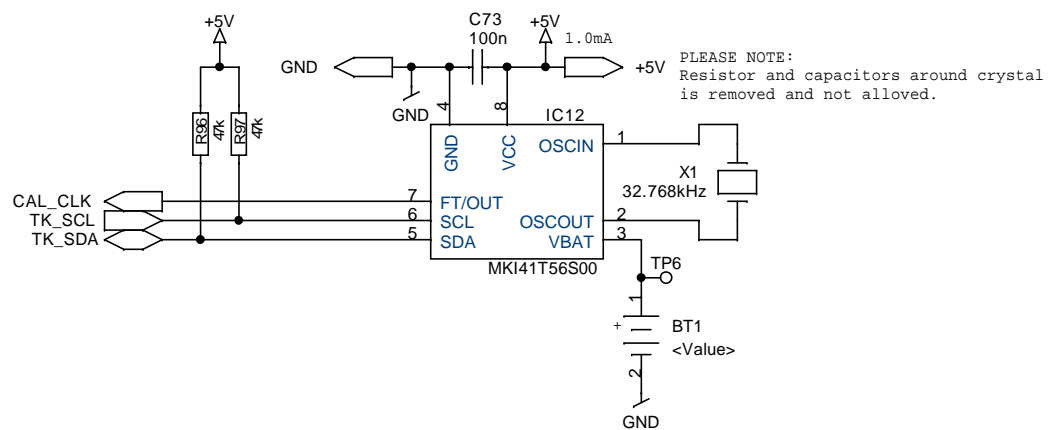 +5V
C73
100n
+5V
1.0mA
GND
+5V
PLEASE NOTE:
Resistor and capacitors around crystal
is removed and not alloved.
GND
4
8
IC12
R96
47k
R97
47k
GND
VCC
OSCIN
1
X1
32.768kHz
CAL_CLK
7
FT/OUT
TK_SCL
6
SCL
OSCOUT
2
TK_SDA
5
SDA
VBAT
3
MKI41T56S00
TP6
1
+
BT1
<Value>
2
GND